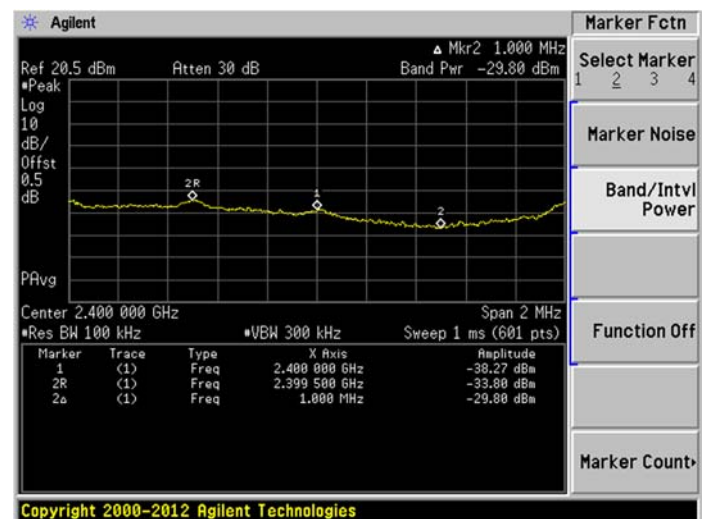 Agilent
Marker Fctn
Δ Mkr2 1.000 MHz
Ref 20.5 dBm Atten 30 dB Band Pwr -29.80 dBm
#Peak
Log
10
dB/
Offst
0.5
dB
2R
1
2
PAvg
Center 2.400 000 GHz Span 2 MHz
#Res BW 100 kHz #VBW 300 kHz Sweep 1 ms (601 pts)
Marker Trace Type X Axis Amplitude
1 (1) Freq 2.400 000 GHz -38.27 dBm
2R (1) Freq 2.399 500 GHz -33.80 dBm
2Δ (1) Freq 1.000 MHz -29.80 dBm
Select Marker
1 2 3 4
Marker Noise
Band/Intvl
Power
Function Off
Marker Count
Copyright 2000-2012 Agilent Technologies